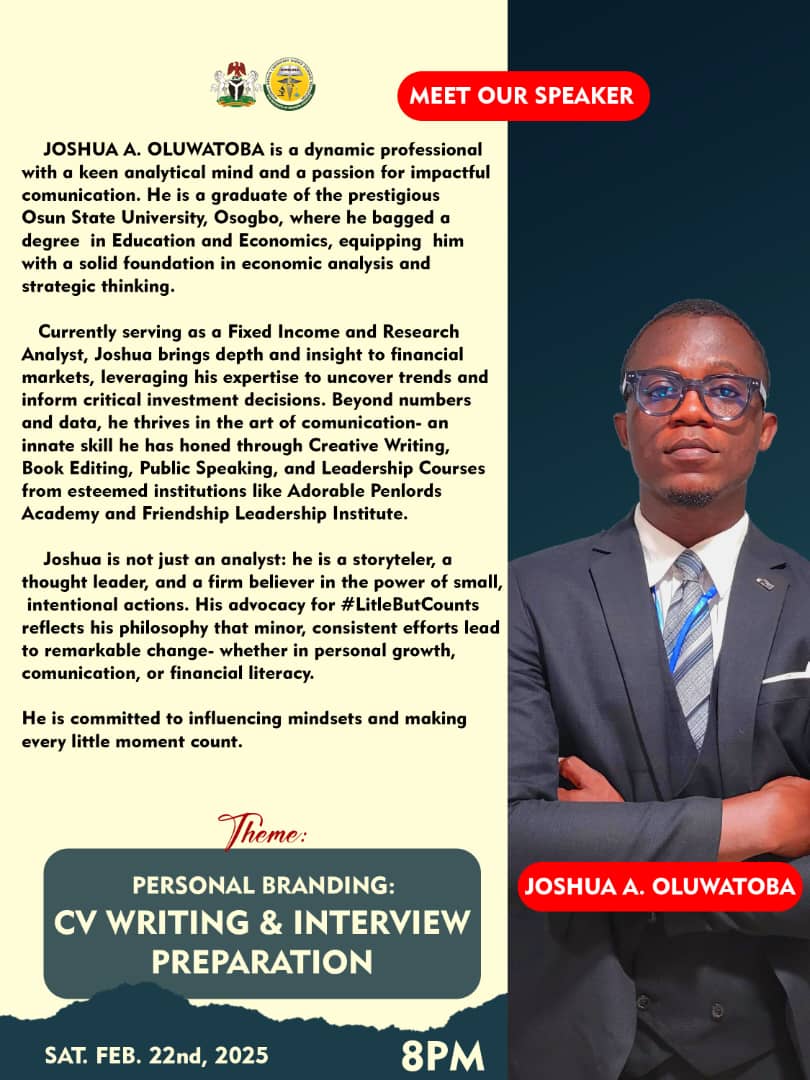 MEET OUR SPEAKER
JOSHUA A. OLUWATOBA is a dynamic professional
with a keen analytical mind and a passion for impactful
comunication. He is a graduate of the prestigious
Osun State University, Osogbo, where he bagged a
degree in Education and Economics, equipping him
with a solid foundation in economic analysis and
strategic thinking.
Currently serving as a Fixed Income and Research
Analyst, Joshua brings depth and insight to financial
markets, leveraging his expertise to uncover trends and
inform critical investment decisions. Beyond numbers
and data, he thrives in the art of comunication- an
innate skill he has honed through Creative Writing,
Book Editing, Public Speaking, and Leadership Courses
from esteemed institutions like Adorable Penlords
Academy and Friendship Leadership Institute.
Joshua is not just an analyst: he is a storyteler, a
thought leader, and a firm believer in the power of small,
intentional actions. His advocacy for #LitleButCounts
reflects his philosophy that minor, consistent efforts lead
to remarkable change- whether in personal growth,
comunication, or financial literacy.
He is committed to influencing mindsets and making
every little moment count.
Theme:
PERSONAL BRANDING:
CV WRITING & INTERVIEW
PREPARATION
JOSHUA A. OLUWATOBA
SAT. FEB. 22nd, 2025
8PM